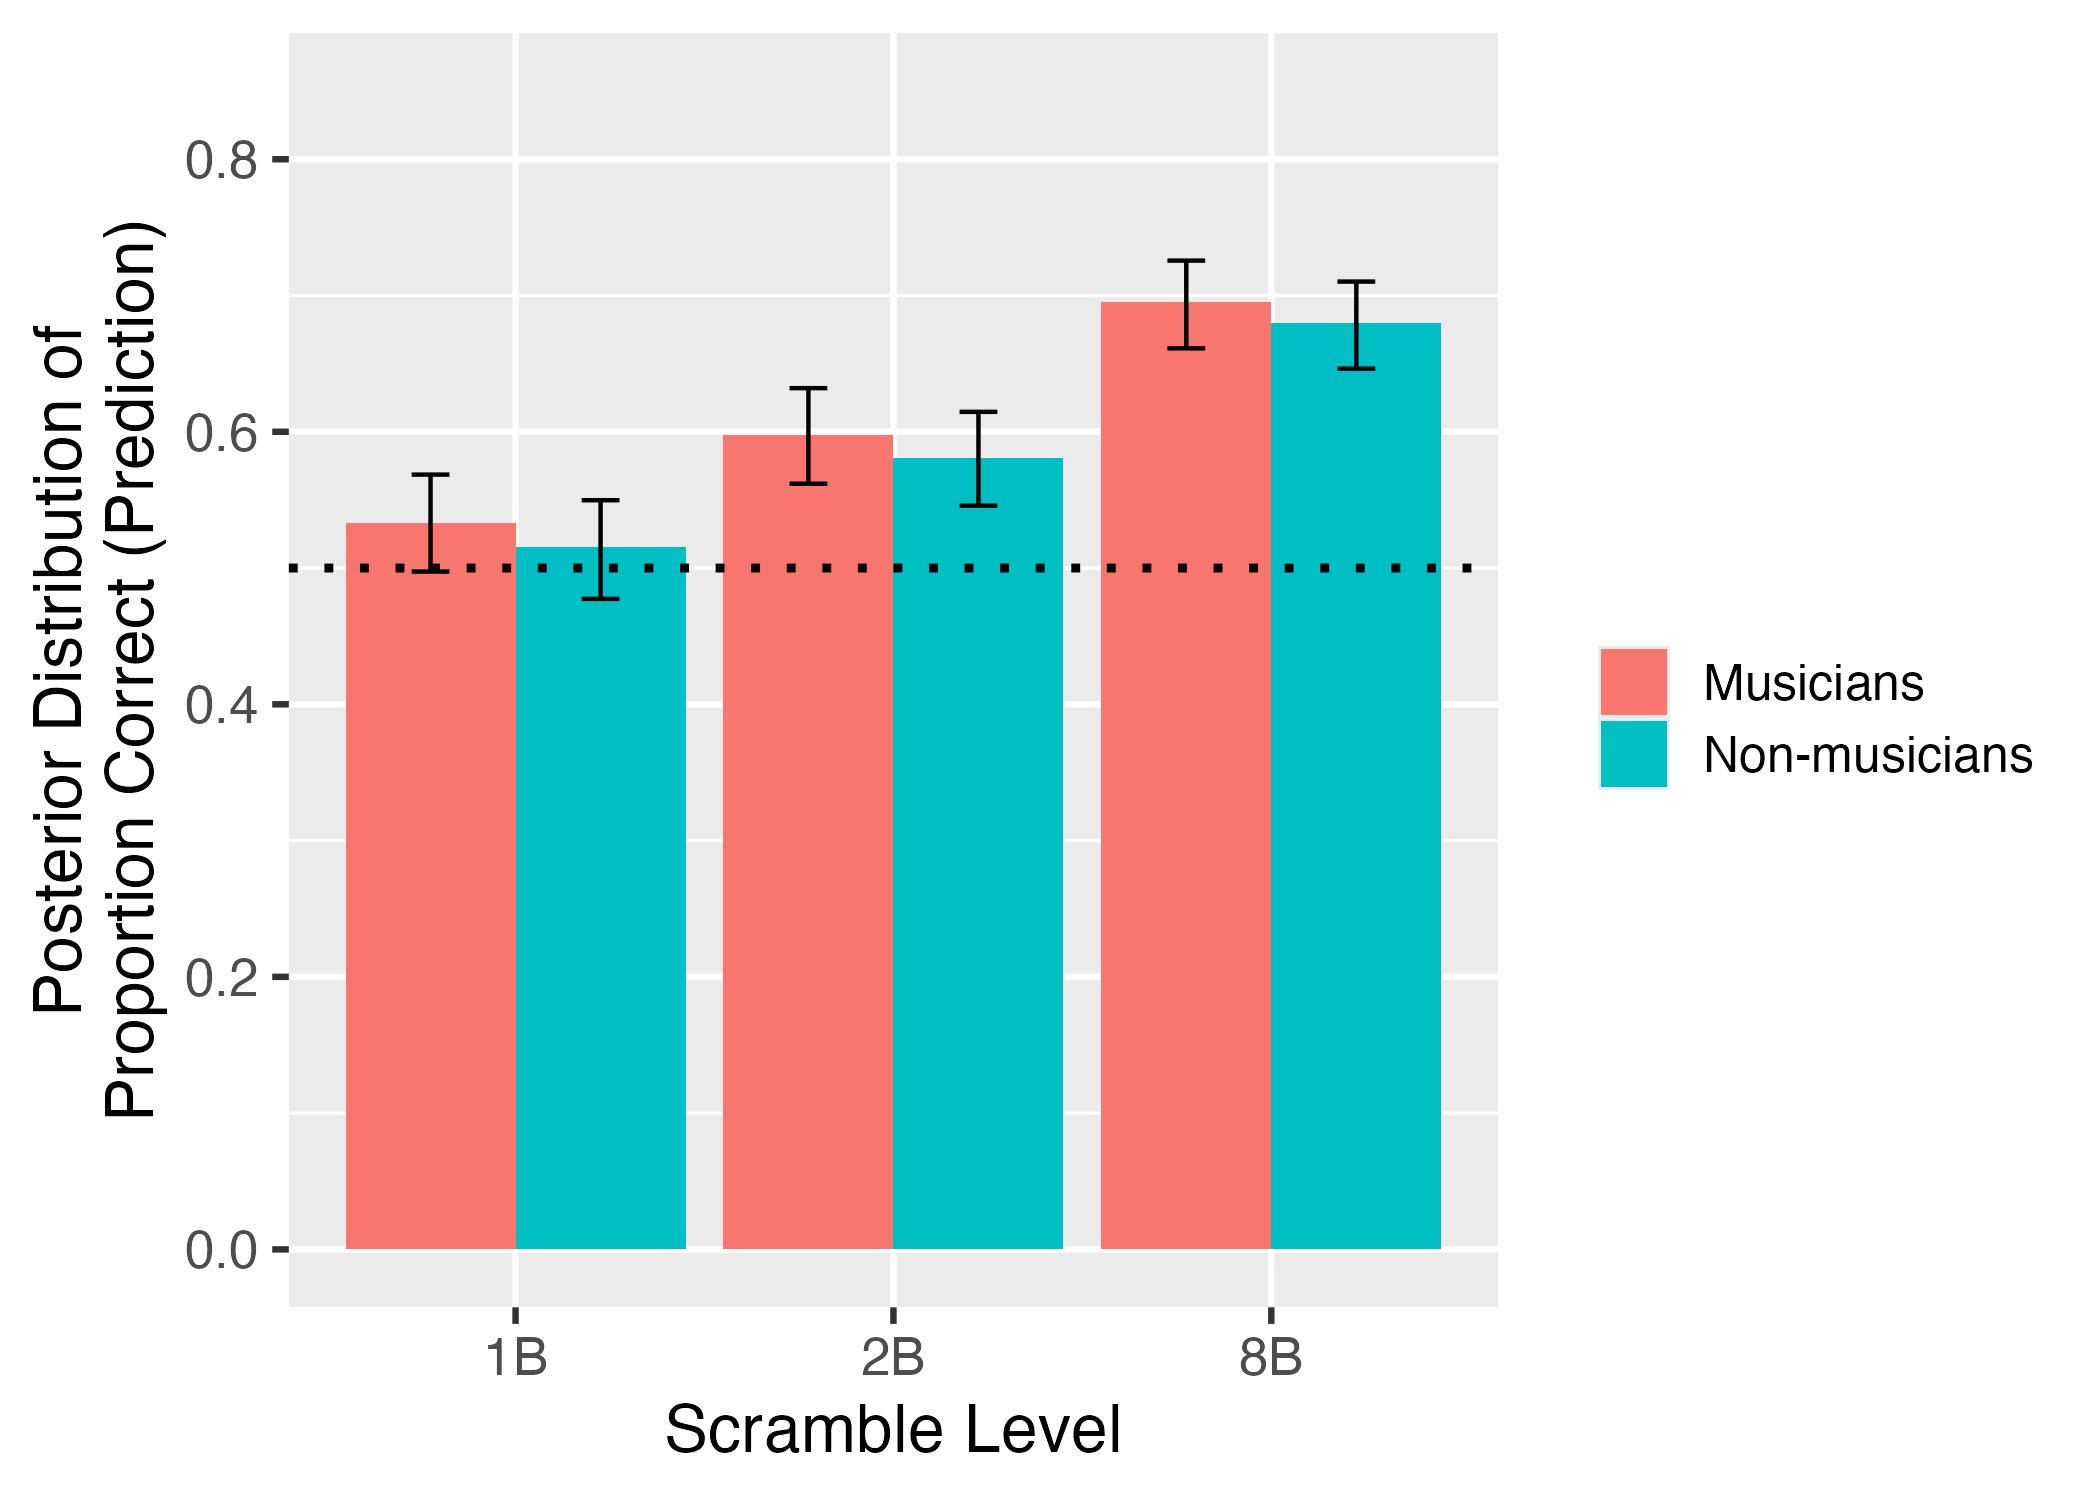 Posterior Distribution of
Proportion Correct (Prediction)
0.8
0.6
0.4
0.2
0.0
1B
2B
8B
Scramble Level
Musicians
Non-musicians